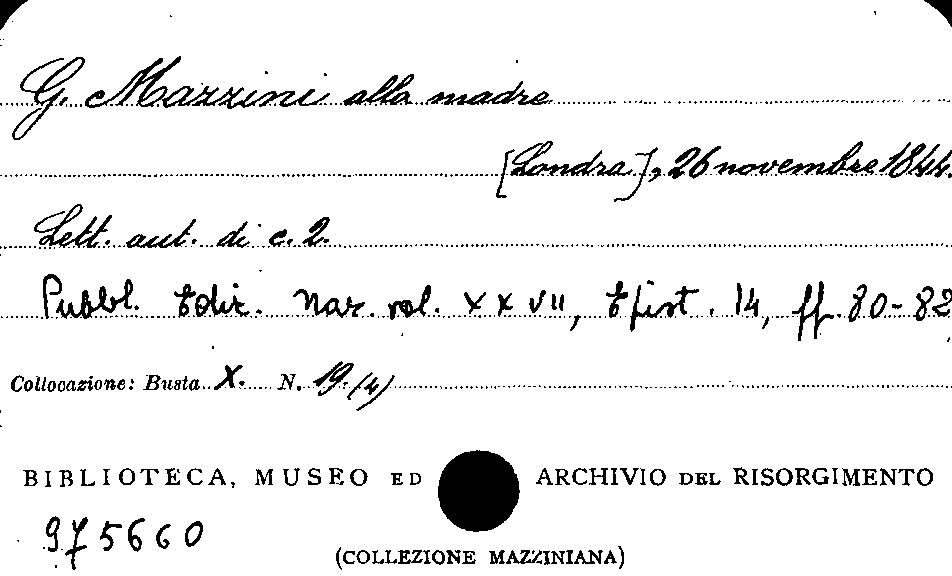 G. Mazzini alla madre
[Londra], 26 novembre 1844.
Lett. aut. di c. 2.
Pubbl. Ediz. Naz. vol. XXVII, Epist. 14, ff. 80-82
Collocazione: Busta X. N. 19 (4)
BIBLIOTECA, MUSEO ED ARCHIVIO DEL RISORGIMENTO
975660
(COLLEZIONE MAZZINIANA)